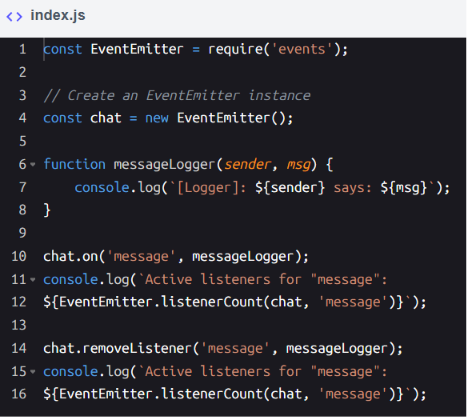 <> index.js
1 const EventEmitter = require('events');
2
3 // Create an EventEmitter instance
4 const chat = new EventEmitter();
5
6 function messageLogger(sender, msg) {
7     console.log(`[Logger]: ${sender} says: ${msg}`);
8 }
9
10 chat.on('message', messageLogger);
11 console.log(`Active listeners for "message":
12 ${EventEmitter.listenerCount(chat, 'message')}`);
13
14 chat.removeListener('message', messageLogger);
15 console.log(`Active listeners for "message":
16 ${EventEmitter.listenerCount(chat, 'message')}`);